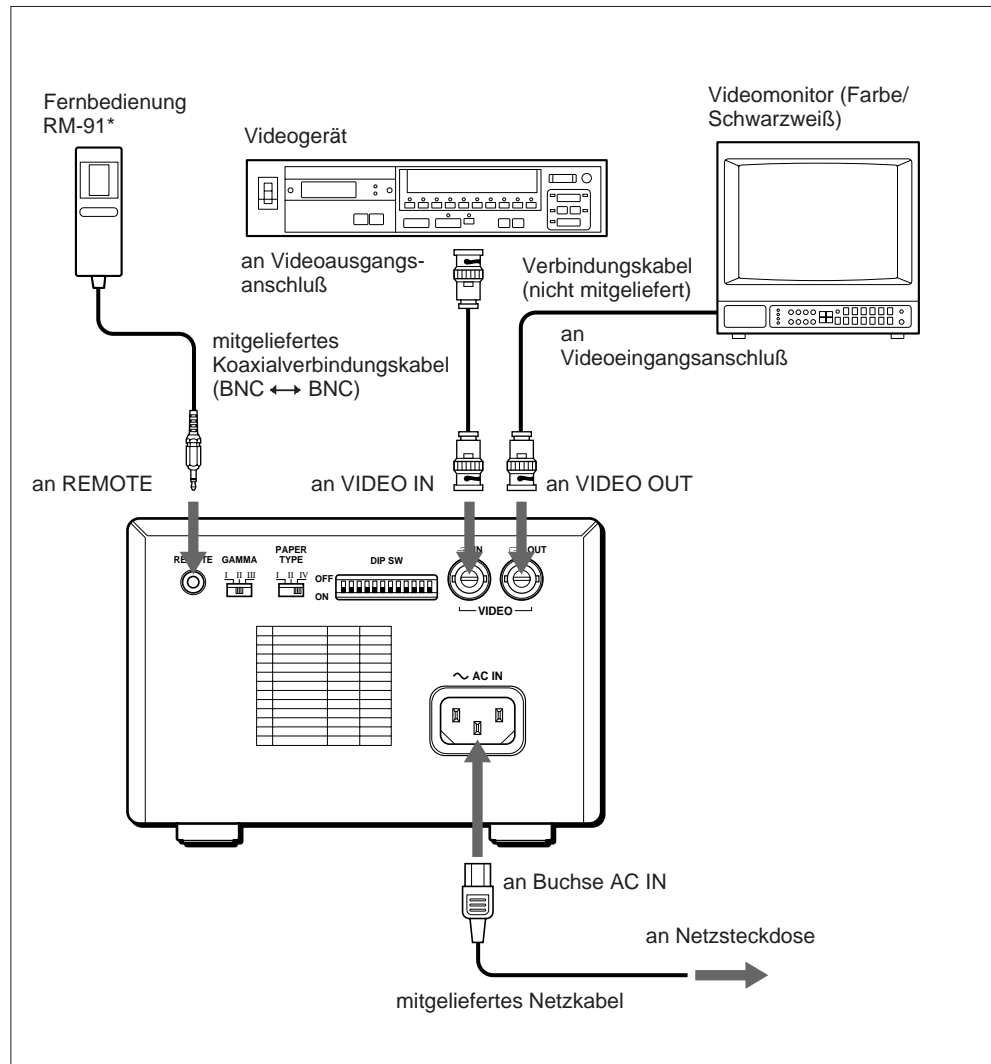 Fernbedienung
RM-91*
Videogerät
Videomonitor (Farbe/
Schwarzweiß)
an Videoausgangs-
anschluß
Verbindungskabel
(nicht mitgeliefert)
an
Videoeingangsanschluß
mitgeliefertes
Koaxialverbindungskabel
(BNC ⟷ BNC)
an REMOTE
an VIDEO IN
an VIDEO OUT
REMOTE
GAMMA
I II III
PAPER
TYPE
I II IV
DIP SW
OFF
ON
IN
OUT
VIDEO
~ AC IN
an Buchse AC IN
an Netzsteckdose
mitgeliefertes Netzkabel